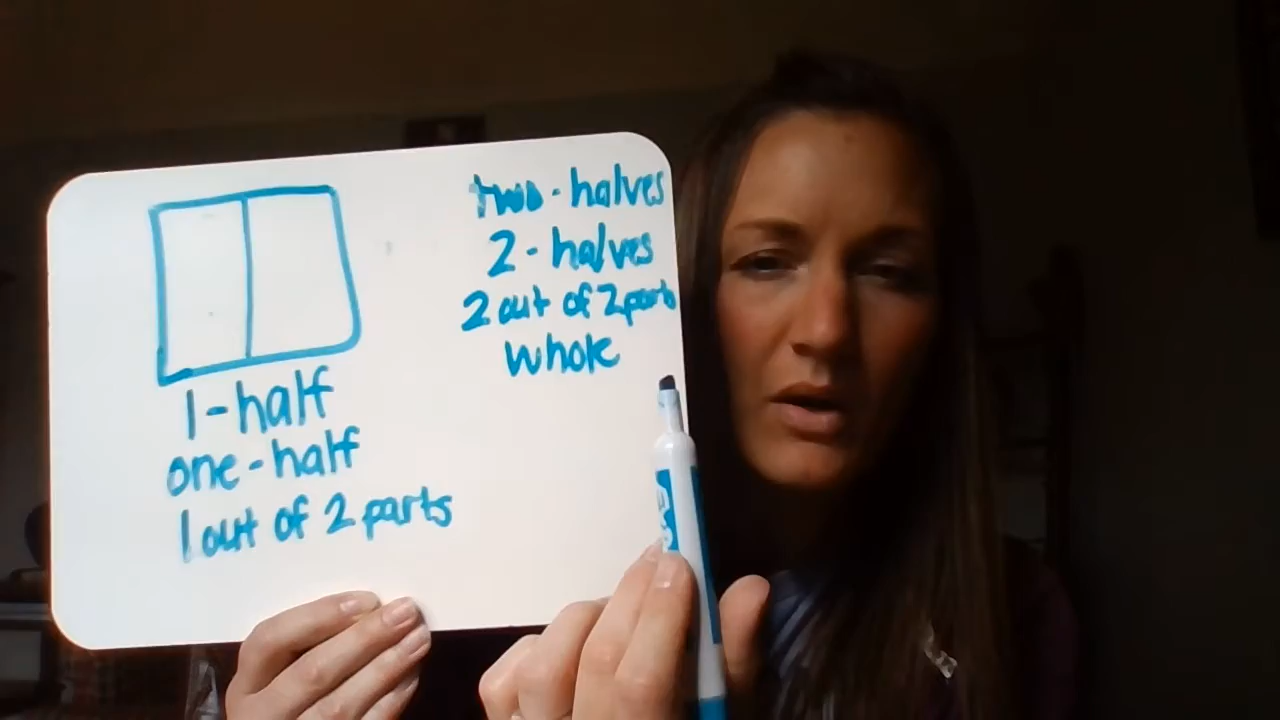 1-half
one-half
1 out of 2 parts
two-halves
2-halves
2 out of 2 parts
whole